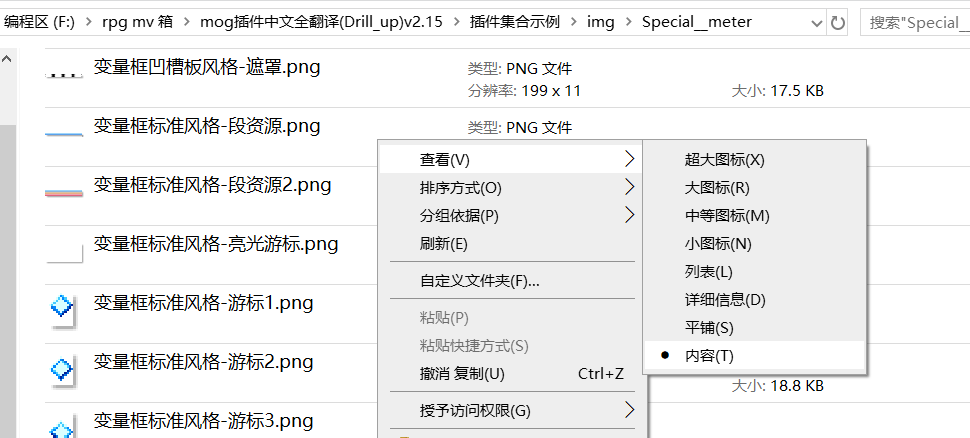 编程区 (F:) > rpg mv 箱 > mog插件中文全翻译(Drill_up)v2.15 > 插件集合示例 > img > Special__meter
搜索"Special_
变量框凹槽板风格-遮罩.png
类型: PNG 文件
分辨率: 199 x 11
大小: 17.5 KB
变量框标准风格-段资源.png
类型: PNG 文件
变量框标准风格-段资源2.png
变量框标准风格-亮光游标.png
变量框标准风格-游标1.png
变量框标准风格-游标2.png
变量框标准风格-游标3.png
查看(V)
排序方式(O)
分组依据(P)
刷新(E)
自定义文件夹(F)...
粘贴(P)
粘贴快捷方式(S)
撤消 复制(U) Ctrl+Z
授予访问权限(G)
超大图标(X)
大图标(R)
中等图标(M)
小图标(N)
列表(L)
详细信息(D)
平铺(S)
内容(T)
大小: 18.8 KB